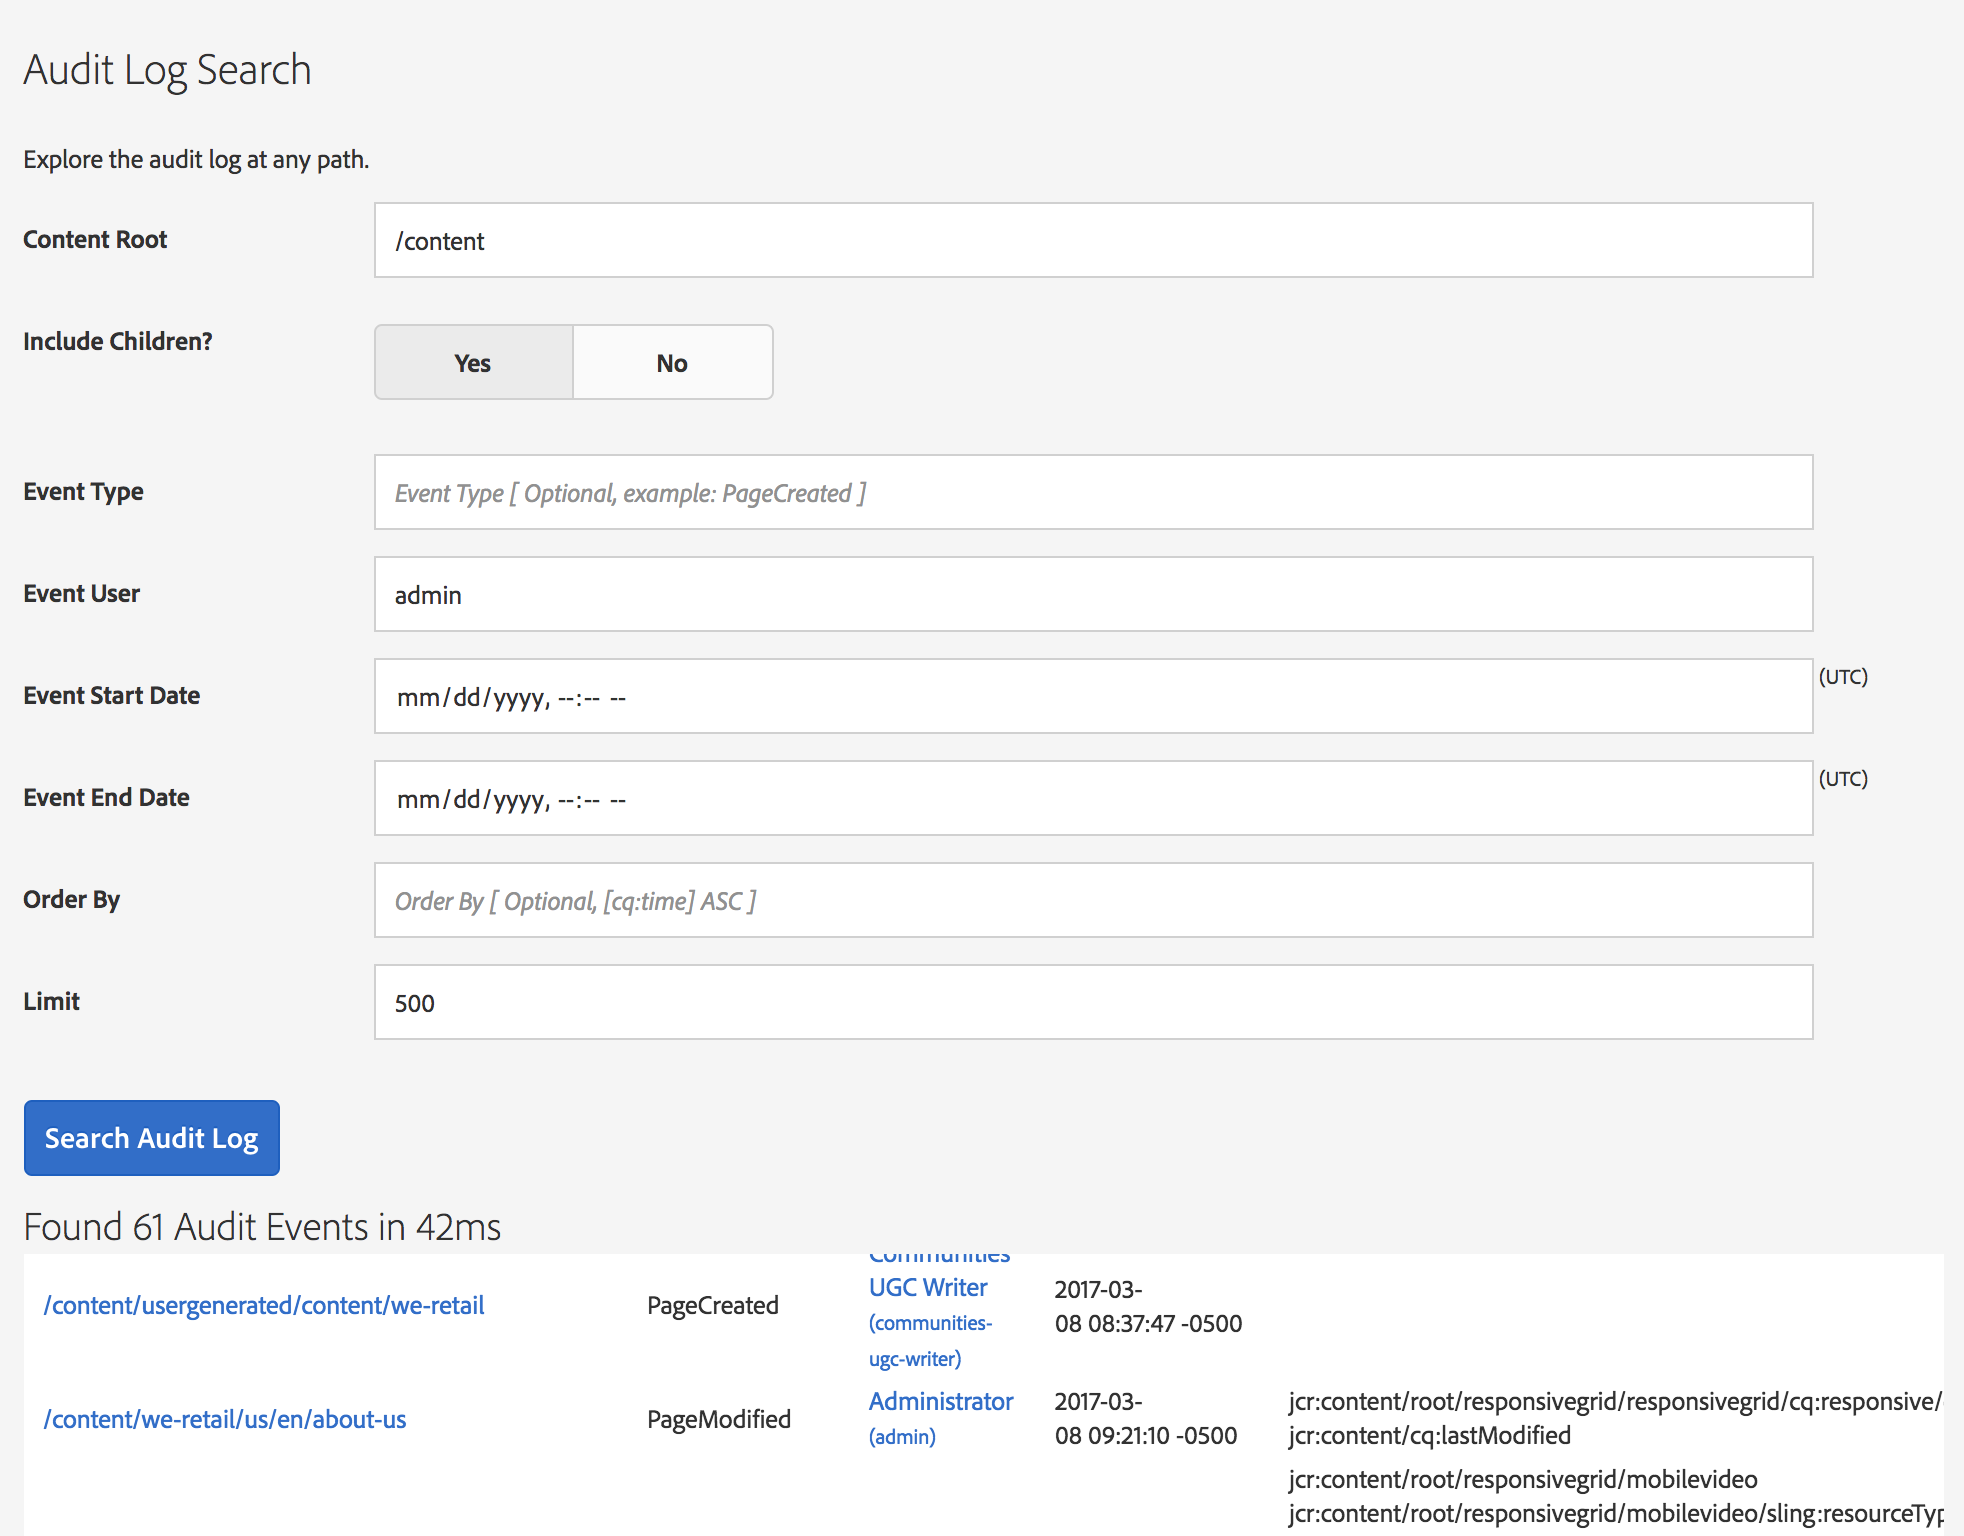 Audit Log Search
Explore the audit log at any path.
Content Root
/content
Include Children?
Yes
No
Event Type
Event Type [ Optional, example: PageCreated ]
Event User
admin
Event Start Date
mm/dd/yyyy, --:-- --
(UTC)
Event End Date
mm/dd/yyyy, --:-- --
(UTC)
Order By
Order By [ Optional, [cq:time] ASC ]
Limit
500
Search Audit Log
Found 61 Audit Events in 42ms
/content/usergenerated/content/we-retail
PageCreated
Communities
UGC Writer
(communities-
ugc-writer)
2017-03-
08 08:37:47 -0500
/content/we-retail/us/en/about-us
PageModified
Administrator
(admin)
2017-03-
08 09:21:10 -0500
jcr:content/root/responsivegrid/responsivegrid/cq:responsive/
jcr:content/cq:lastModified
jcr:content/root/responsivegrid/mobilevideo
jcr:content/root/responsivegrid/mobilevideo/sling:resourceTyp